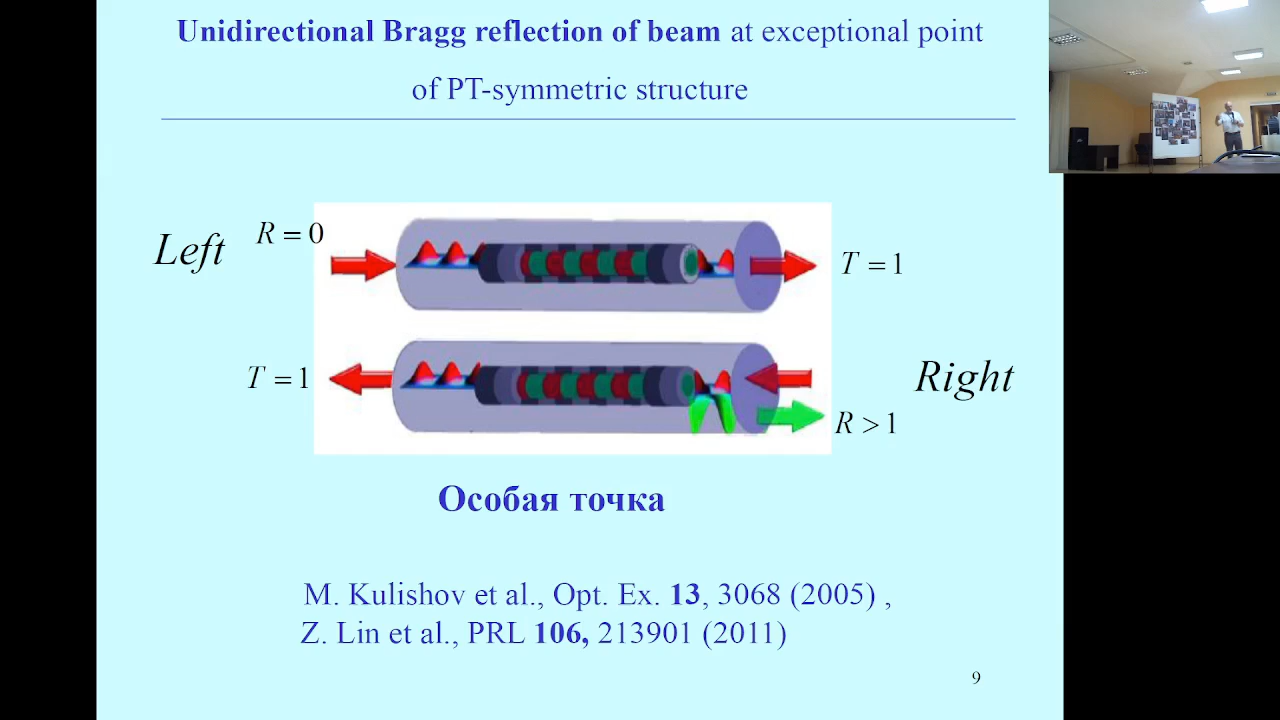 Unidirectional Bragg reflection of beam at exceptional point
of PT-symmetric structure
Left
R = 0
T = 1
T = 1
Right
R > 1
Особая точка
M. Kulishov et al., Opt. Ex. 13, 3068 (2005) ,
Z. Lin et al., PRL 106, 213901 (2011)
9